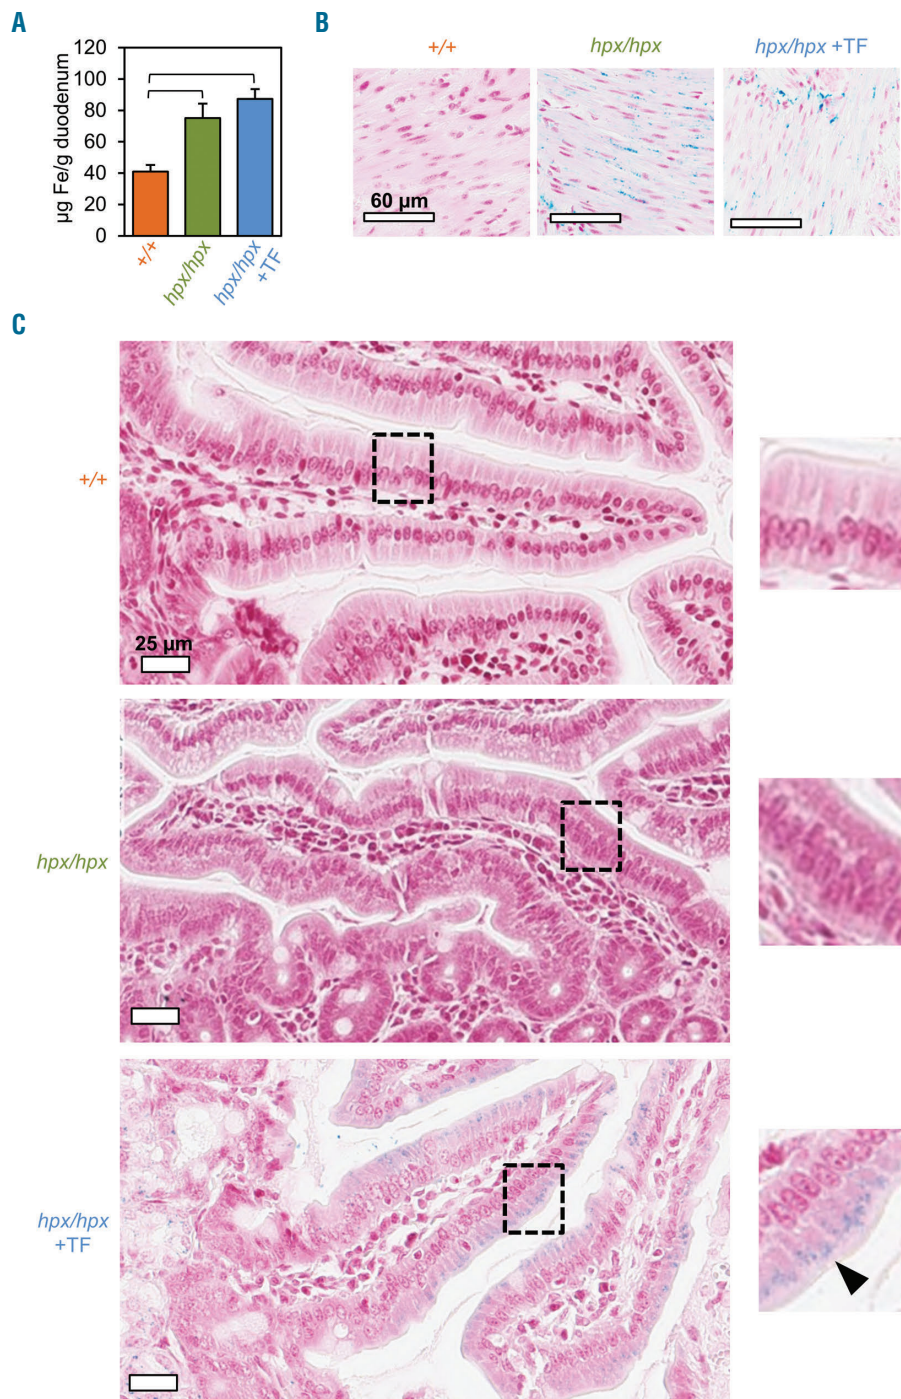 A
120
100
80
60
40
20
0
µg Fe/g duodenum
+/+
hpx/hpx
hpx/hpx
+TF
B
+/+
hpx/hpx
hpx/hpx +TF
60 µm
C
+/+
25 µm
hpx/hpx
hpx/hpx
+TF